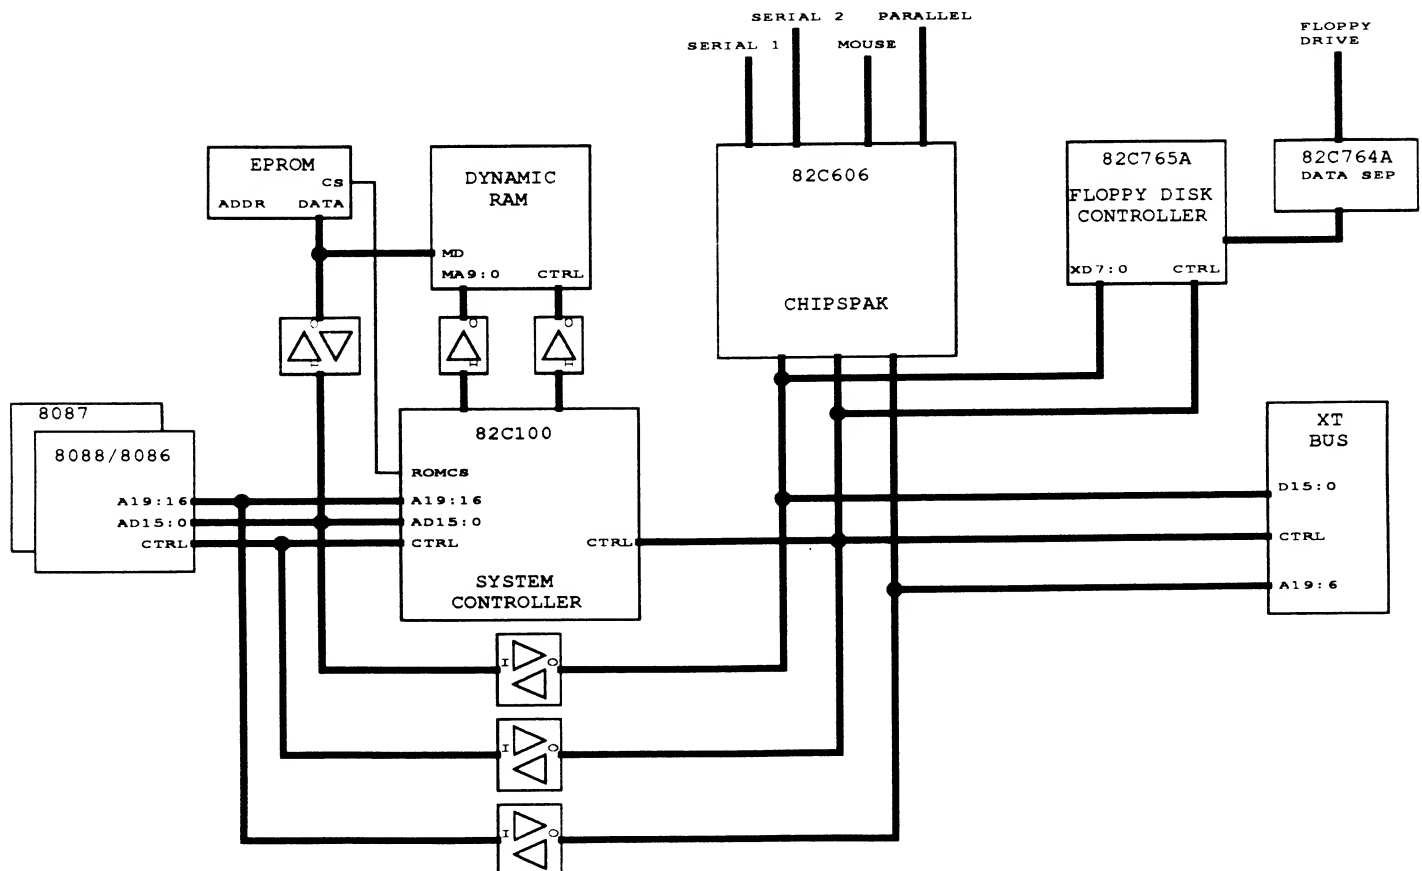 SERIAL 2 PARALLEL
SERIAL 1 MOUSE
FLOPPY
DRIVE
EPROM
CS
ADDR DATA
DYNAMIC
RAM
MD
MA9:0 CTRL
82C606
CHIPSPAK
82C765A
FLOPPY DISK
CONTROLLER
XD7:0 CTRL
82C764A
DATA SEP
O
I
O
I
O
I
8087
8088/8086
A19:16
AD15:0
CTRL
82C100
ROMCS
A19:16
AD15:0
CTRL
CTRL
SYSTEM
CONTROLLER
XT
BUS
D15:0
CTRL
A19:6
I O
I O
I O